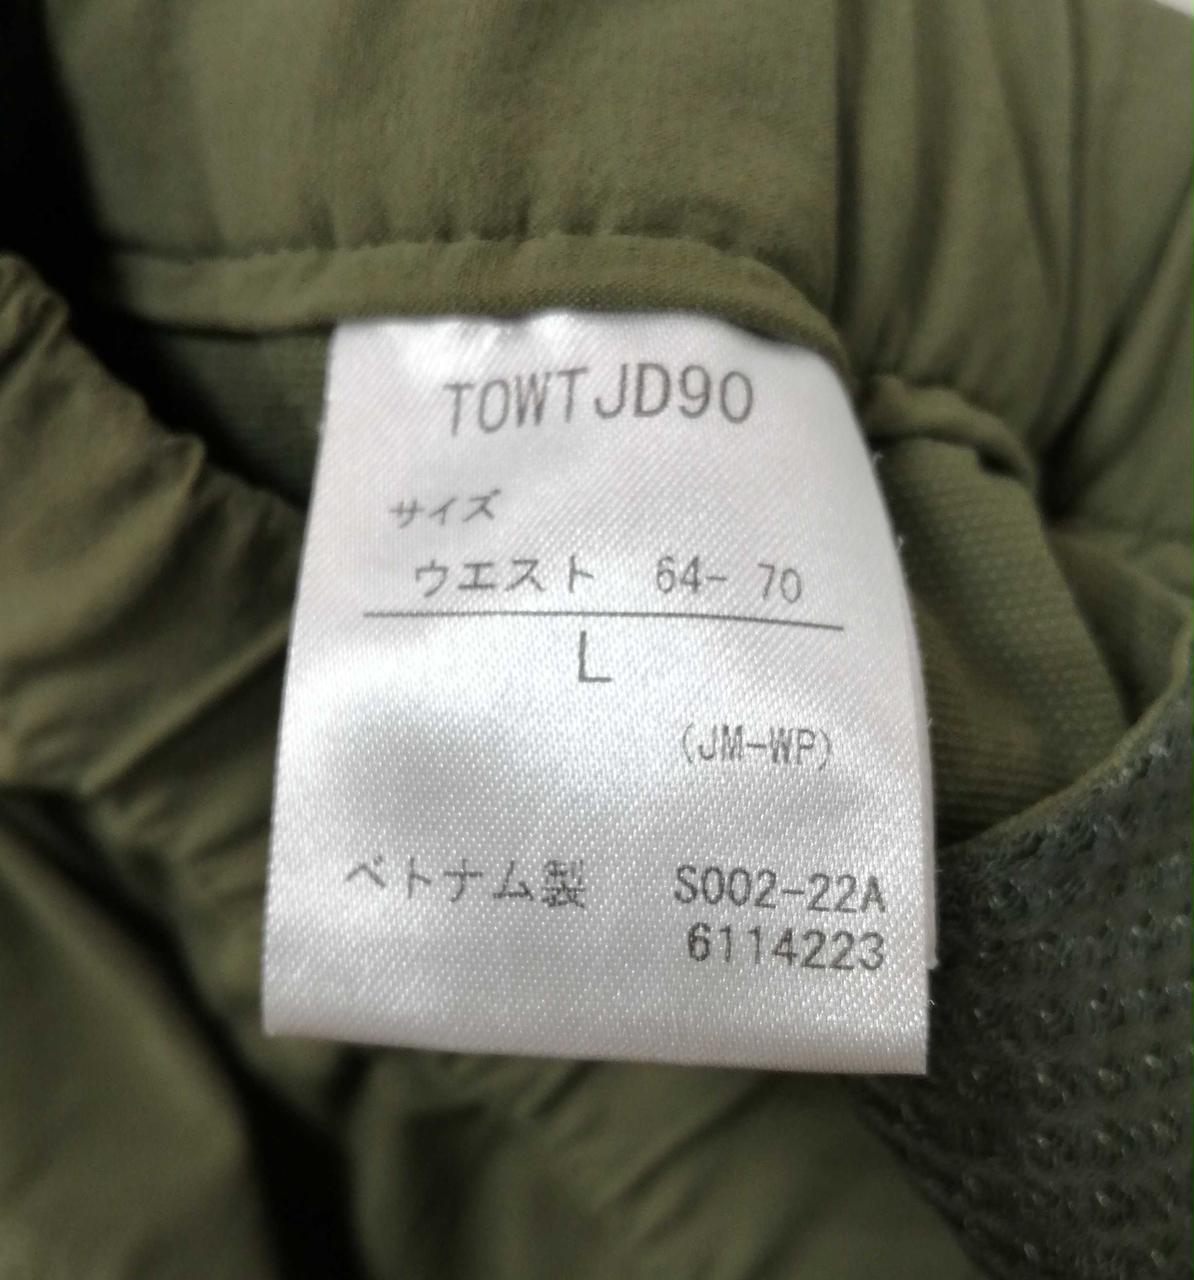 TOWTJD90
サイズ
ウエスト 64- 70
L
(JM-WP)
ベトナム製 S002-22A
6114223